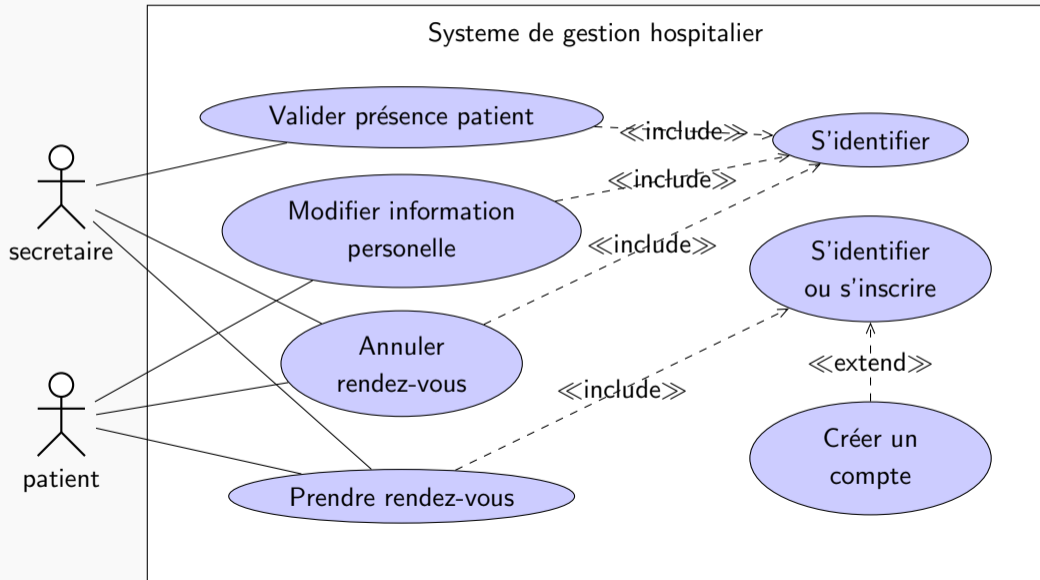 Systeme de gestion hospitalier
Valider présence patient
≪include≫
S'identifier
Modifier information
personelle
≪include≫
secretaire
≪include≫
S'identifier
ou s'inscrire
Annuler
rendez-vous
≪include≫
≪extend≫
patient
Prendre rendez-vous
Créer un
compte